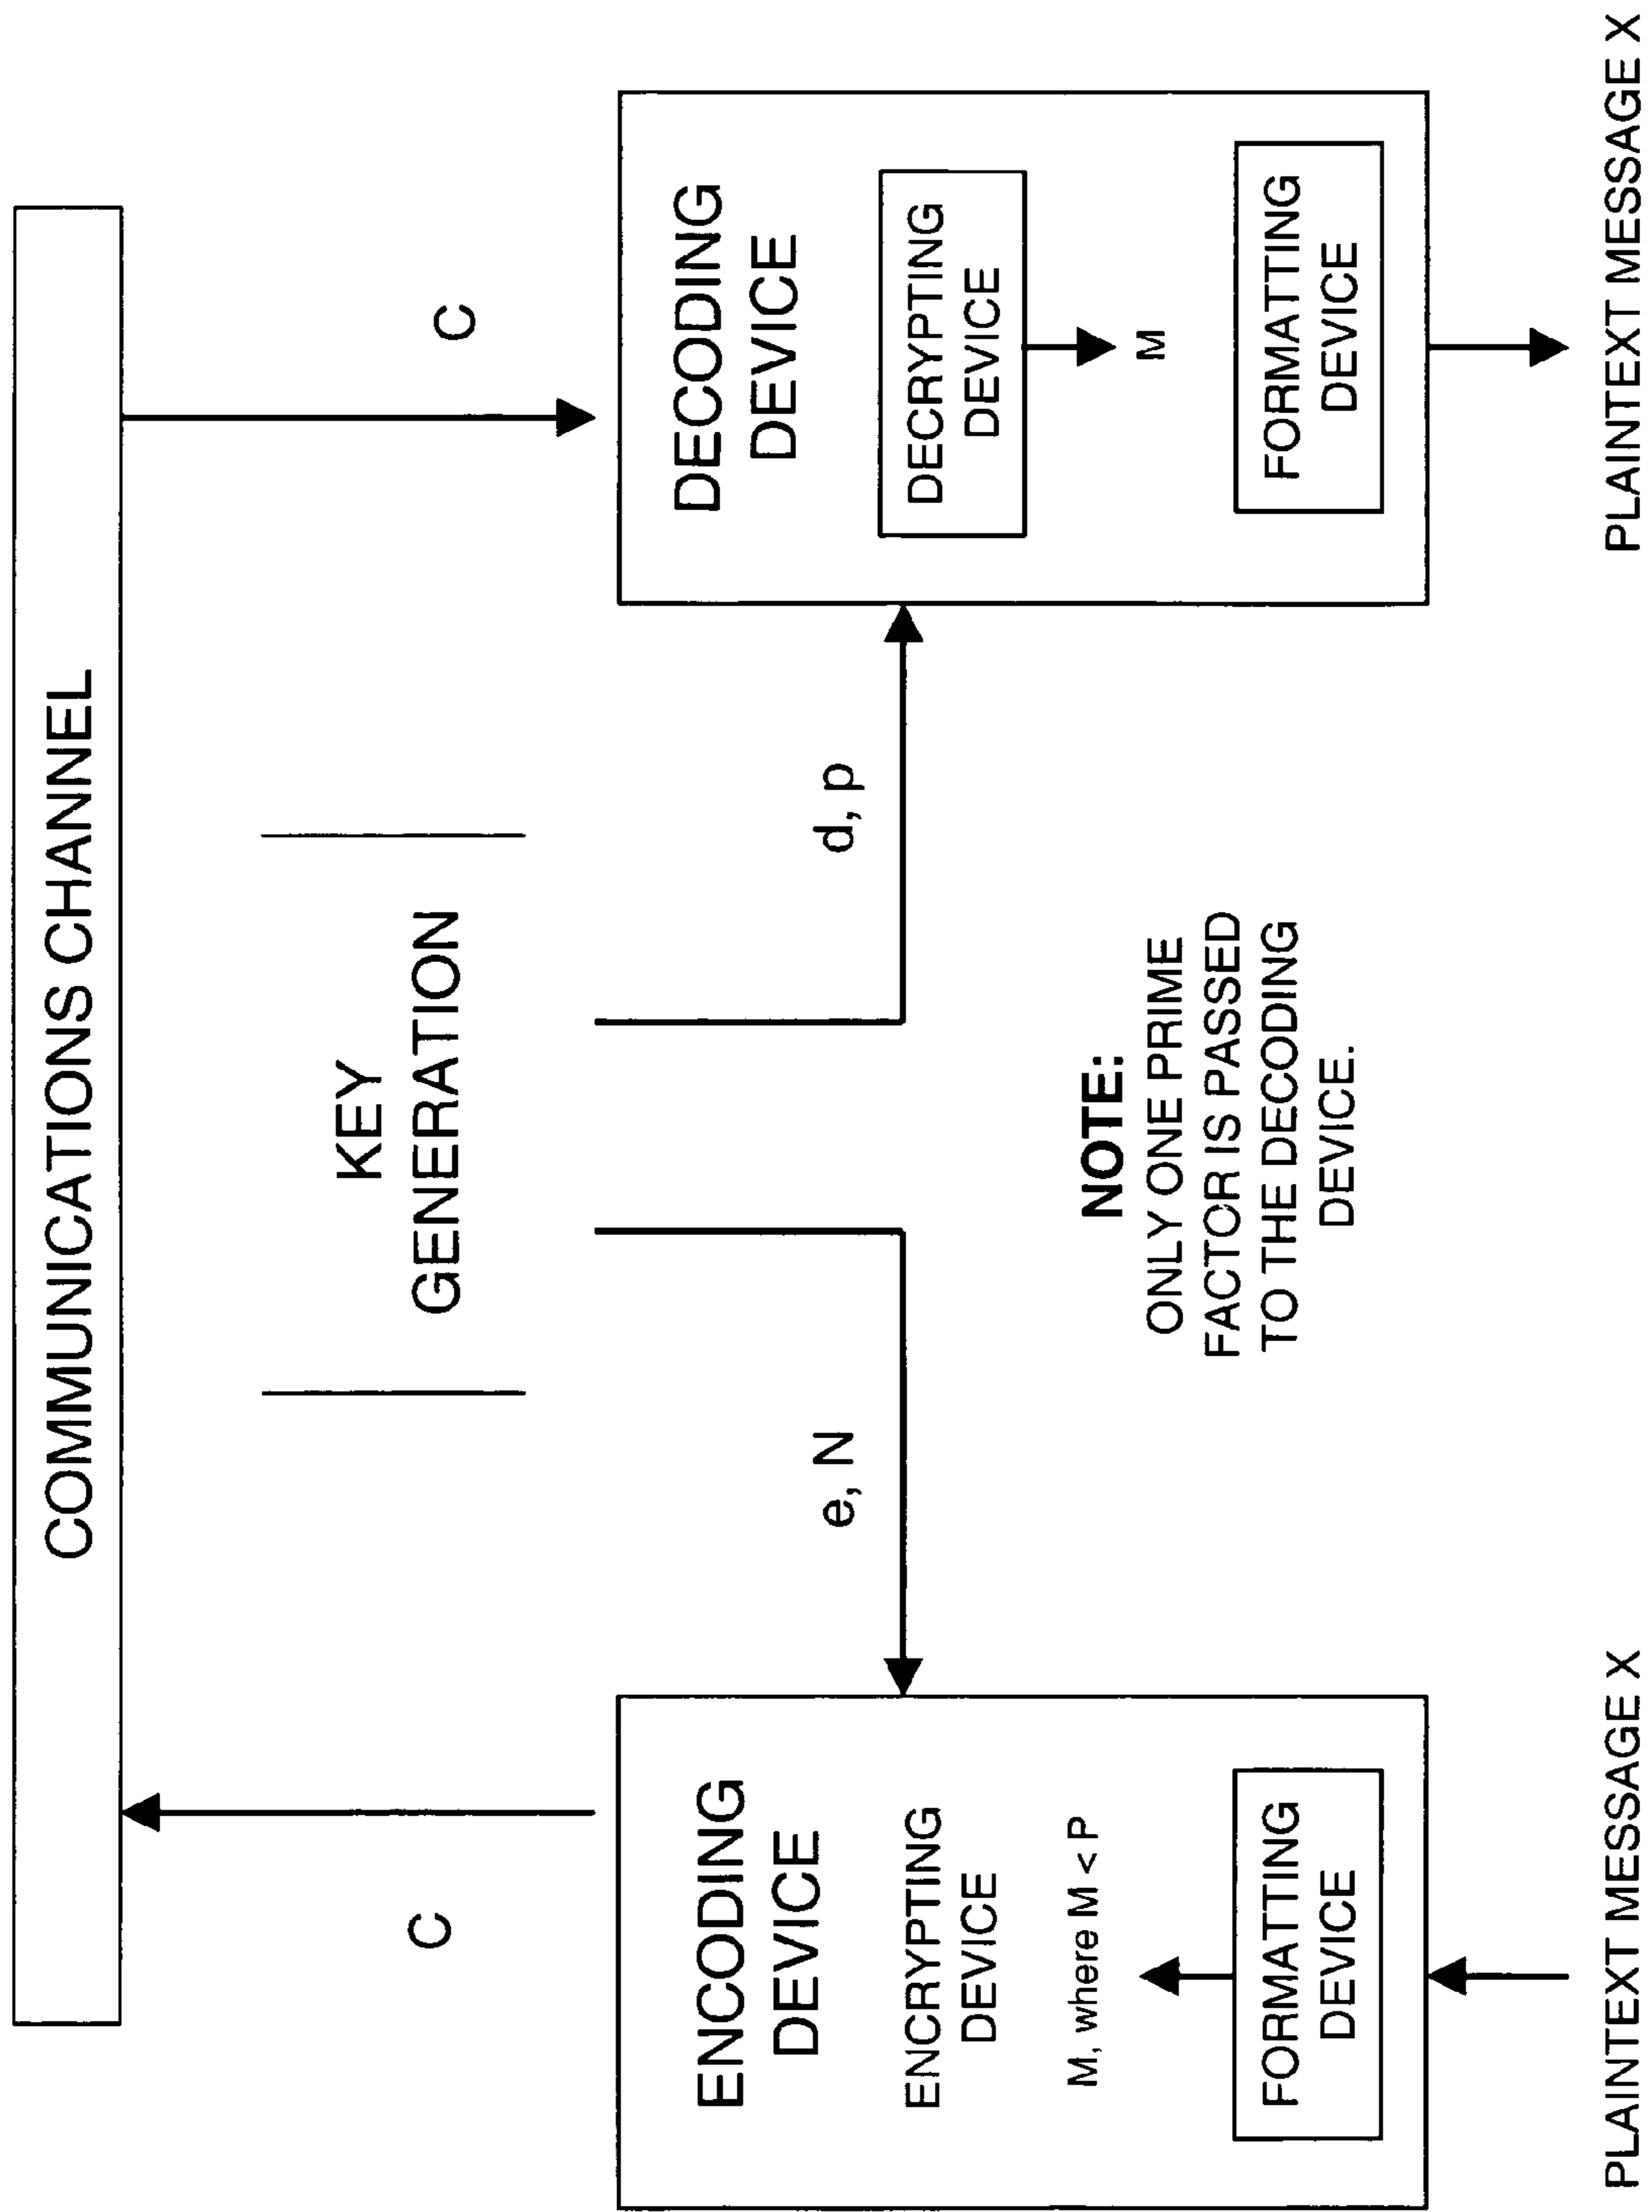 COMMUNICATIONS CHANNEL
C
KEY
GENERATION
C
e, N
d, p
ENCODING
DEVICE
ENCRYPTING
DEVICE
M, where M < P
FORMATTING
DEVICE
PLAINTEXT MESSAGE X
NOTE:
ONLY ONE PRIME
FACTOR IS PASSED
TO THE DECODING
DEVICE.
DECODING
DEVICE
DECRYPTING
DEVICE
M
FORMATTING
DEVICE
PLAINTEXT MESSAGE X